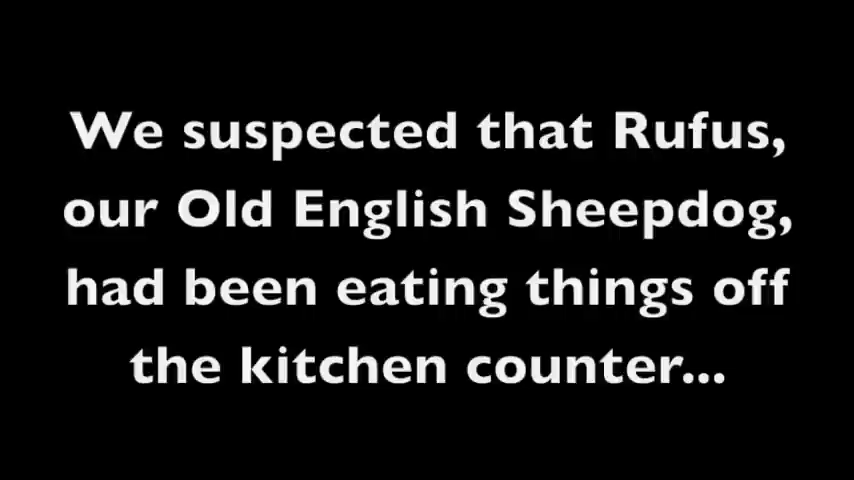 We suspected that Rufus,
our Old English Sheepdog,
had been eating things off
the kitchen counter...